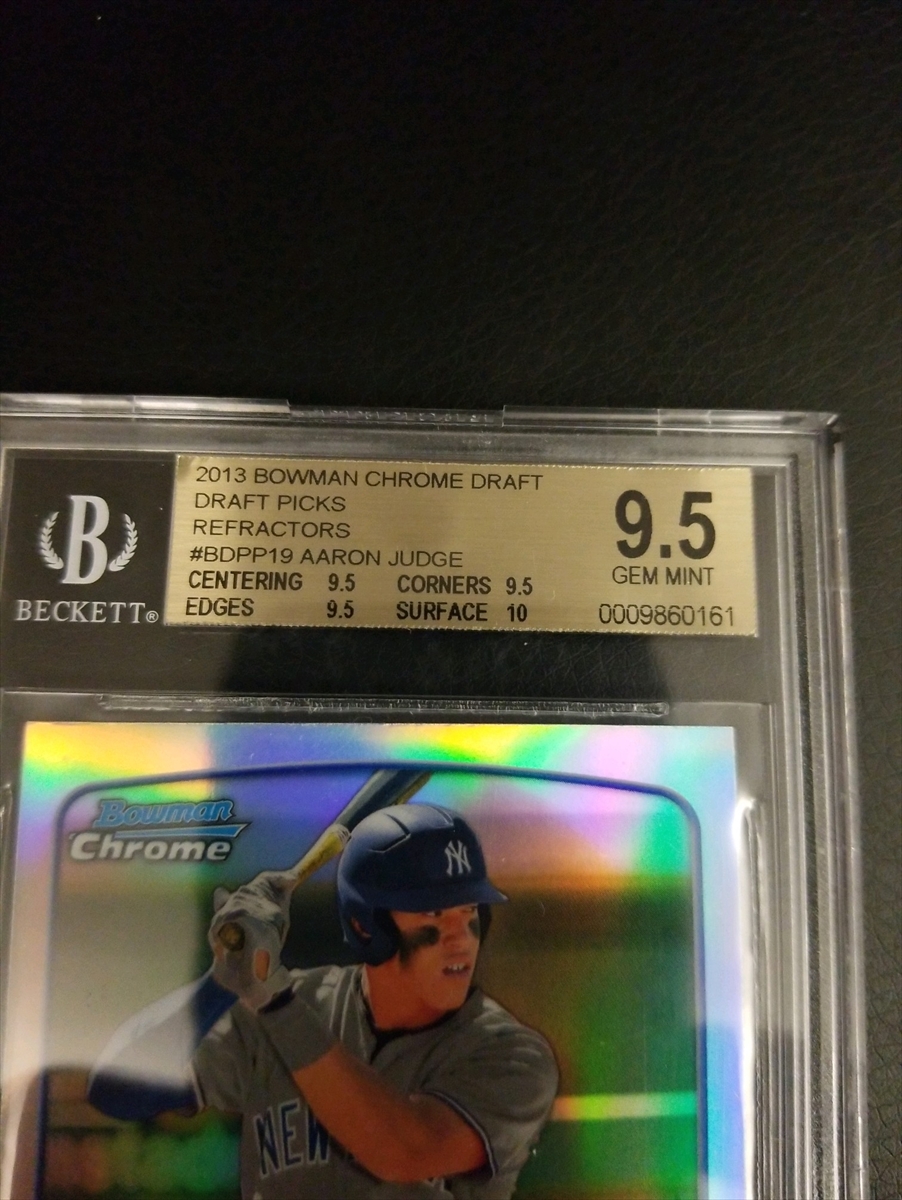 2013 BOWMAN CHROME DRAFT
DRAFT PICKS
REFRACTORS
#BDPP19 AARON JUDGE
CENTERING 9.5 CORNERS 9.5
EDGES 9.5 SURFACE 10
9.5
GEM MINT
0009860161
B
BECKETT®
Bowman
Chrome
NY
NEW